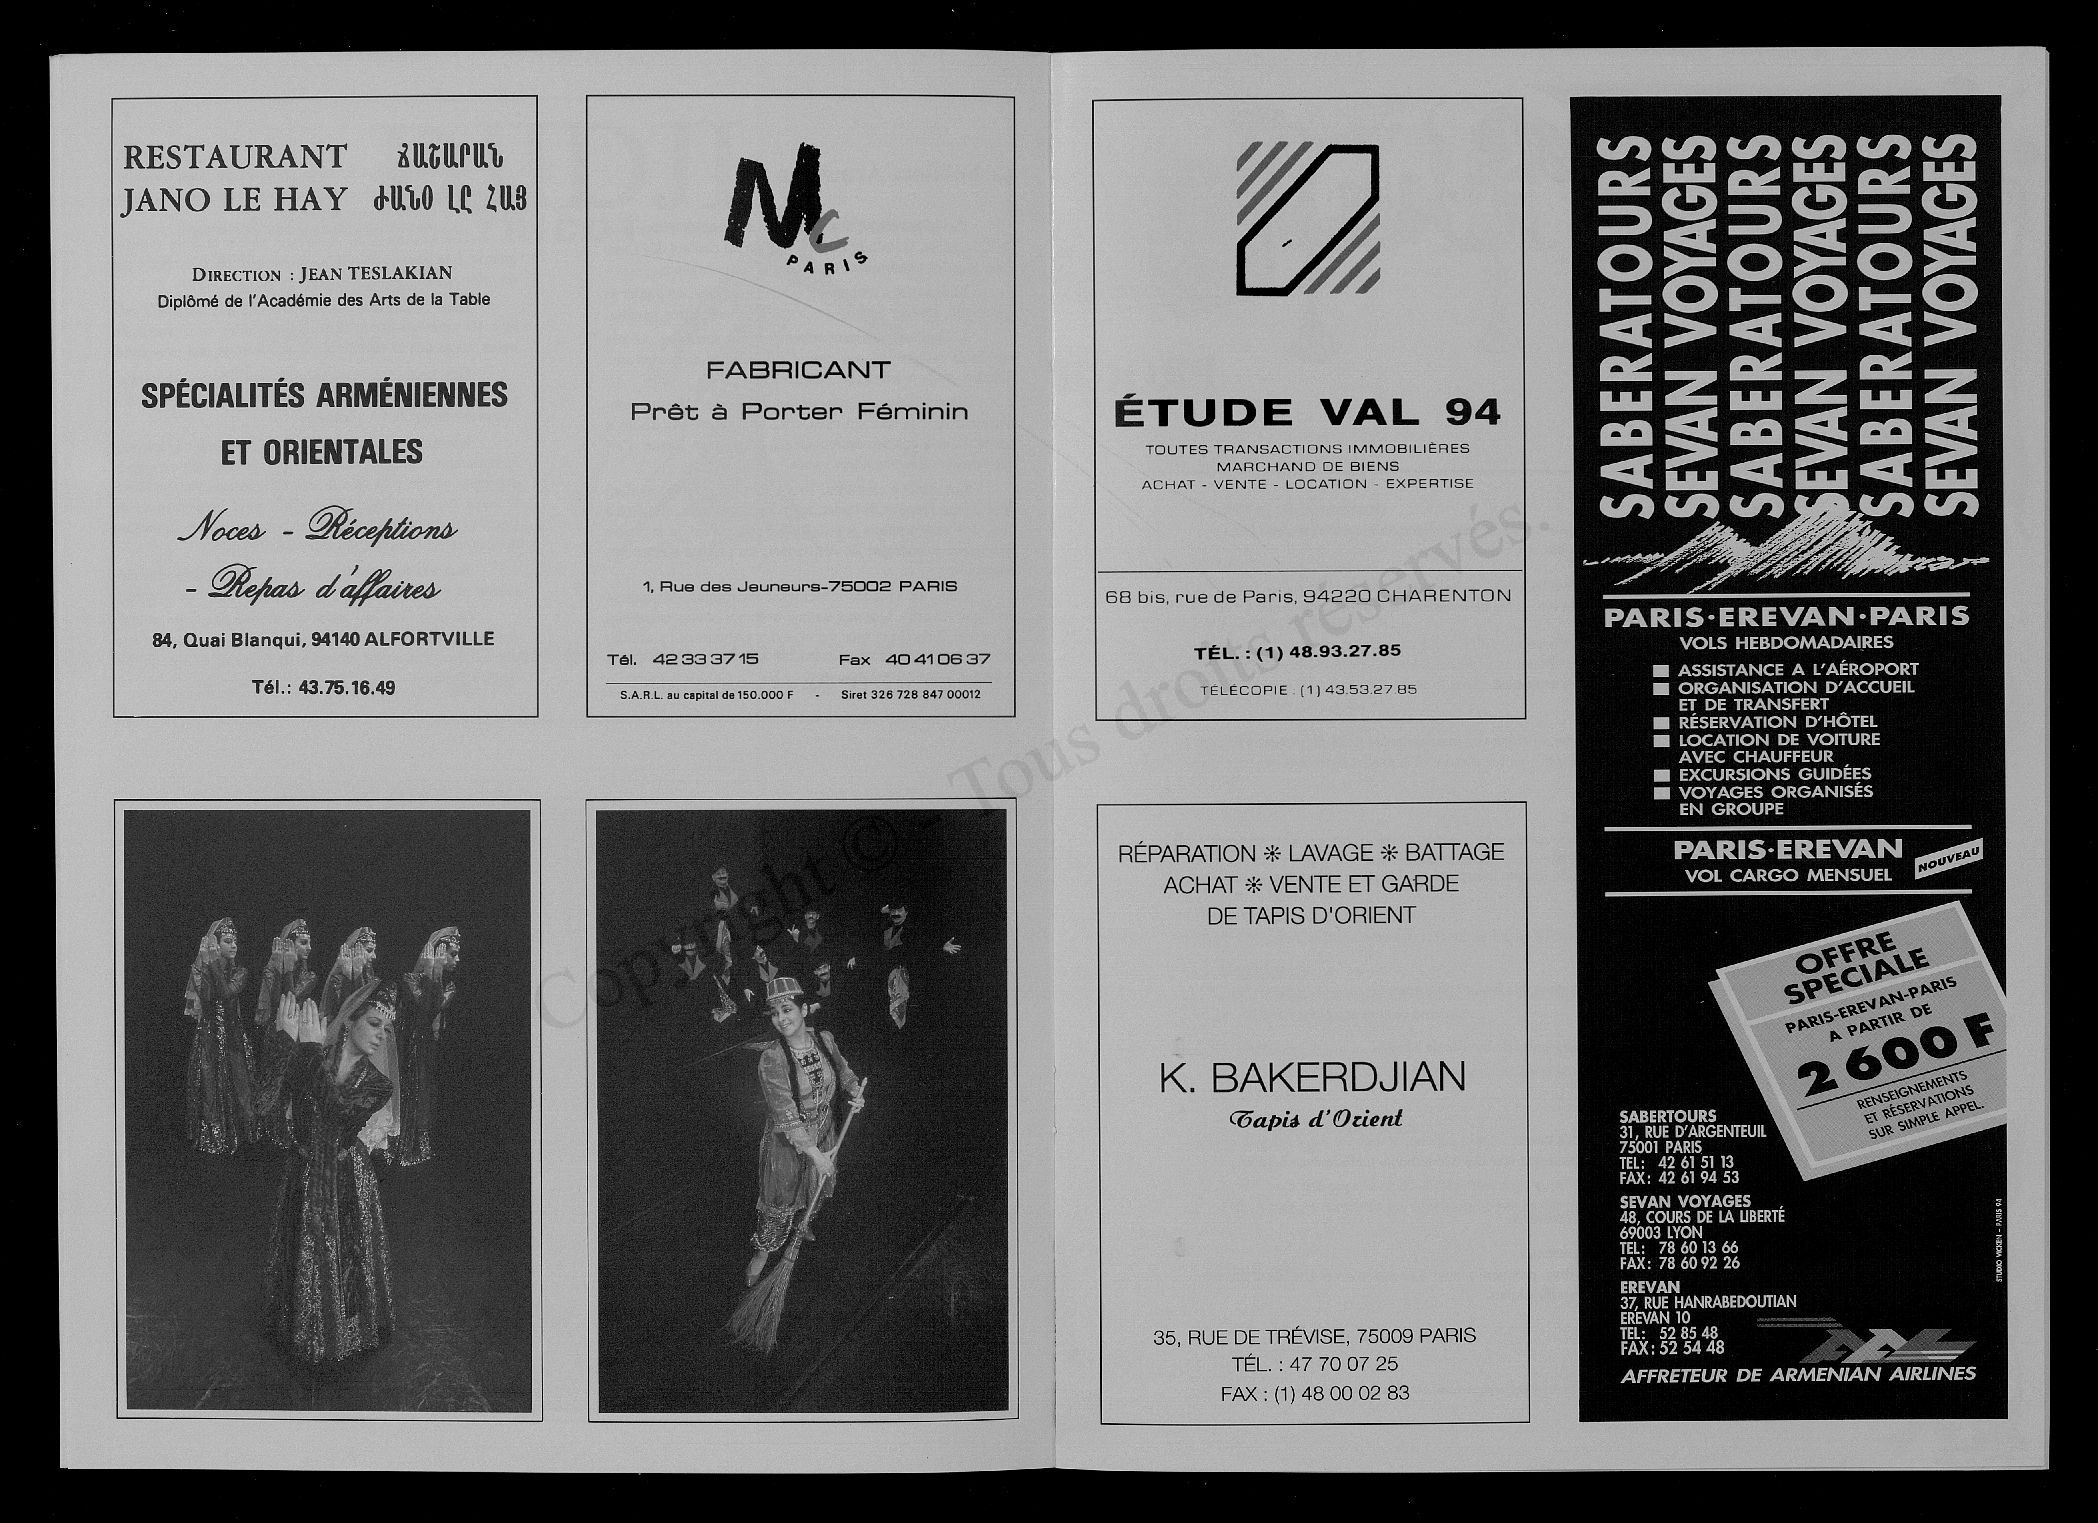 RESTAURANT ՃԱՇԱՐԱՆ
JANO LE HAY ԺԱՆՕ ԼԸ ՀԱՅ
DIRECTION : JEAN TESLAKIAN
Diplômé de l'Académie des Arts de la Table
SPÉCIALITÉS ARMÉNIENNES
ET ORIENTALES
Noces - Réceptions
- Repas d'affaires
84, Quai Blanqui, 94140 ALFORTVILLE
Tél.: 43.75.16.49
Mc
PARIS
FABRICANT
Prêt à Porter Féminin
1, Rue des Jeuneurs-75002 PARIS
Tél. 42 33 37 15 Fax 40 41 06 37
S.A.R.L. au capital de 150.000 F - Siret 326 728 847 00012
ÉTUDE VAL 94
TOUTES TRANSACTIONS IMMOBILIÈRES
MARCHAND DE BIENS
ACHAT - VENTE - LOCATION - EXPERTISE
68 bis, rue de Paris, 94220 CHARENTON
TÉL. : (1) 48.93.27.85
TÉLÉCOPIE : (1) 43.53.27.85
RÉPARATION ❊ LAVAGE ❊ BATTAGE
ACHAT ❊ VENTE ET GARDE
DE TAPIS D'ORIENT
K. BAKERDJIAN
Tapis d'Orient
35, RUE DE TRÉVISE, 75009 PARIS
TÉL. : 47 70 07 25
FAX : (1) 48 00 02 83
SABERATOURS
SEVAN VOYAGES
SABERATOURS
SEVAN VOYAGES
SABERATOURS
SEVAN VOYAGES
PARIS·EREVAN·PARIS
VOLS HEBDOMADAIRES
■ ASSISTANCE A L'AÉROPORT
■ ORGANISATION D'ACCUEIL
ET DE TRANSFERT
■ RÉSERVATION D'HÔTEL
■ LOCATION DE VOITURE
AVEC CHAUFFEUR
■ EXCURSIONS GUIDÉES
■ VOYAGES ORGANISÉS
EN GROUPE
PARIS·EREVAN
VOL CARGO MENSUEL
NOUVEAU
OFFRE
SPECIALE
PARIS-EREVAN-PARIS
A PARTIR DE
2 600 F
RENSEIGNEMENTS
ET RÉSERVATIONS
SUR SIMPLE APPEL.
SABERTOURS
31, RUE D'ARGENTEUIL
75001 PARIS
TEL: 42 61 51 13
FAX: 42 61 94 53
SEVAN VOYAGES
48, COURS DE LA LIBERTÉ
69003 LYON
TEL: 78 60 13 66
FAX: 78 60 92 26
EREVAN
37, RUE HANRABEDOUTIAN
EREVAN 10
TEL: 52 85 48
FAX: 52 54 48
AFFRETEUR DE ARMENIAN AIRLINES
STUDIO VICKEN - PARIS 94
Copyright © - Tous droits réservés.